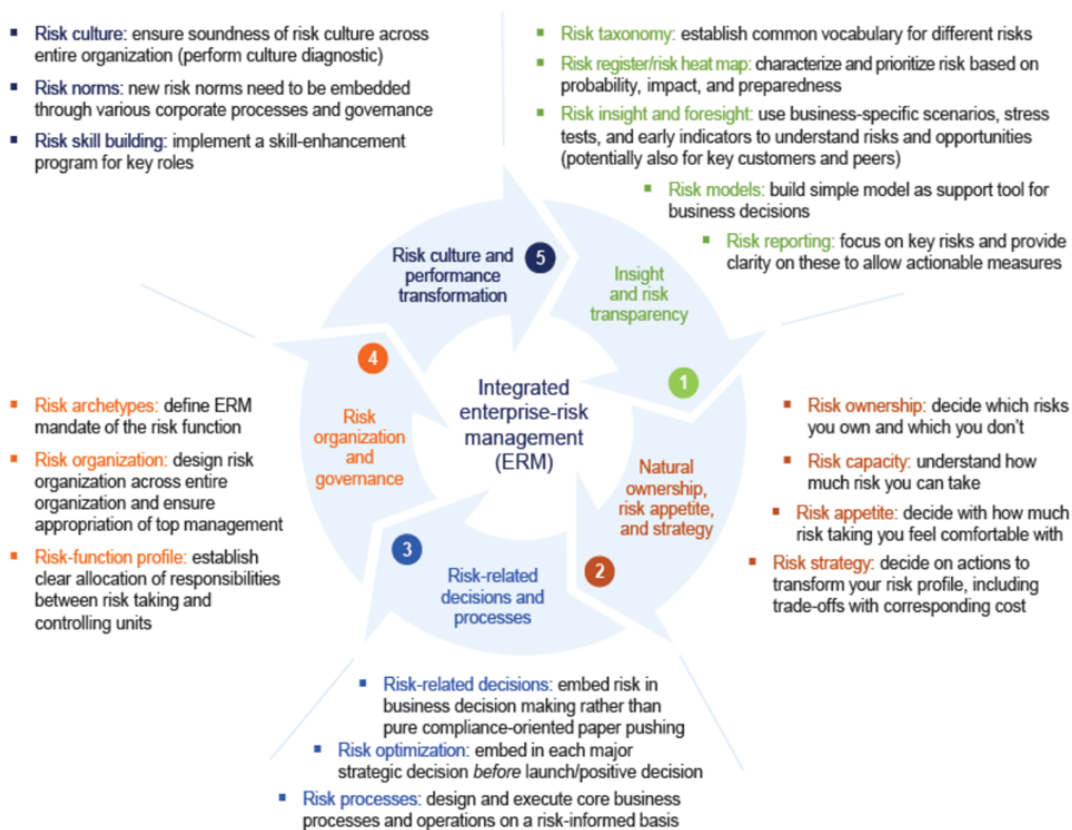 ▪ Risk culture: ensure soundness of risk culture across
entire organization (perform culture diagnostic)
▪ Risk norms: new risk norms need to be embedded
through various corporate processes and governance
▪ Risk skill building: implement a skill-enhancement
program for key roles
▪ Risk taxonomy: establish common vocabulary for different risks
▪ Risk register/risk heat map: characterize and prioritize risk based on
probability, impact, and preparedness
▪ Risk insight and foresight: use business-specific scenarios, stress
tests, and early indicators to understand risks and opportunities
(potentially also for key customers and peers)
▪ Risk models: build simple model as support tool for
business decisions
▪ Risk reporting: focus on key risks and provide
clarity on these to allow actionable measures
Risk culture and
performance
transformation
5
Insight
and risk
transparency
1
4
Risk
organization
and
governance
Integrated
enterprise-risk
management
(ERM)
Natural
ownership,
risk appetite,
and strategy
2
3
Risk-related
decisions and
processes
▪ Risk archetypes: define ERM
mandate of the risk function
▪ Risk organization: design risk
organization across entire
organization and ensure
appropriation of top management
▪ Risk-function profile: establish
clear allocation of responsibilities
between risk taking and
controlling units
▪ Risk ownership: decide which risks
you own and which you don't
▪ Risk capacity: understand how
much risk you can take
▪ Risk appetite: decide with how much
risk taking you feel comfortable with
▪ Risk strategy: decide on actions to
transform your risk profile, including
trade-offs with corresponding cost
▪ Risk-related decisions: embed risk in
business decision making rather than
pure compliance-oriented paper pushing
▪ Risk optimization: embed in each major
strategic decision before launch/positive decision
▪ Risk processes: design and execute core business
processes and operations on a risk-informed basis